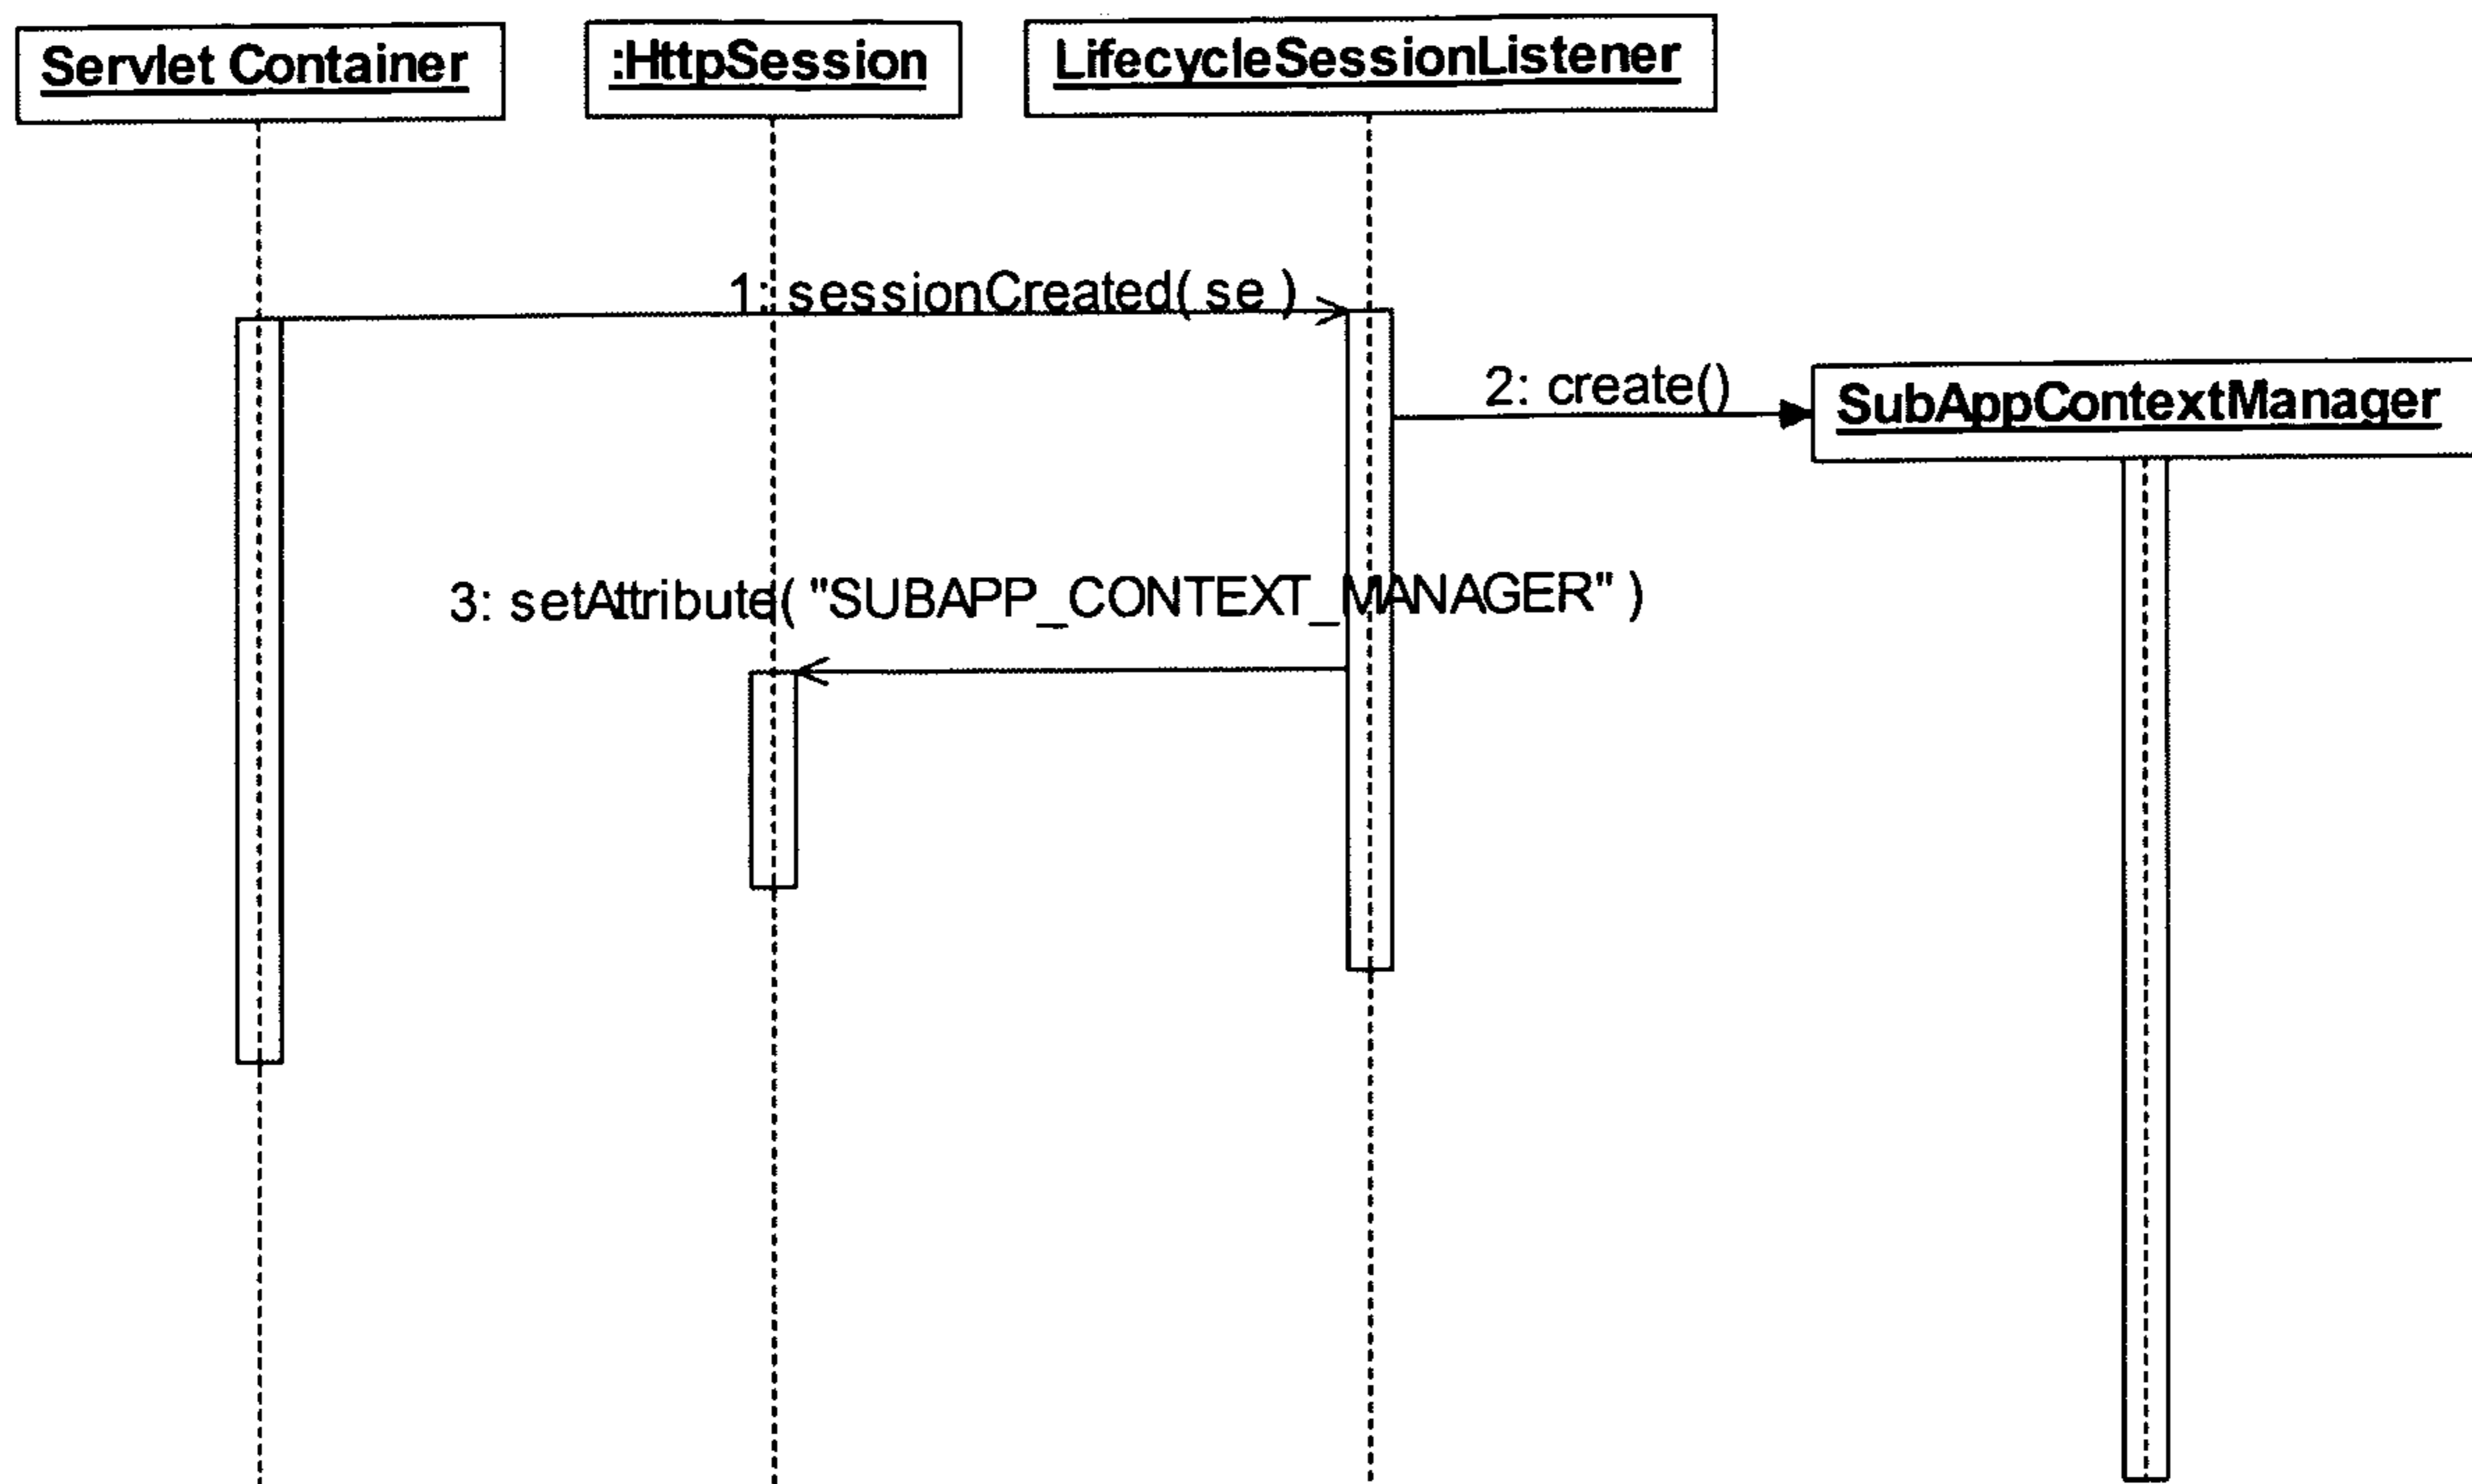 Servlet Container
:HttpSession
LifecycleSessionListener
1: sessionCreated( se )
2: create()
SubAppContextManager
3: setAttribute( "SUBAPP_CONTEXT_MANAGER" )